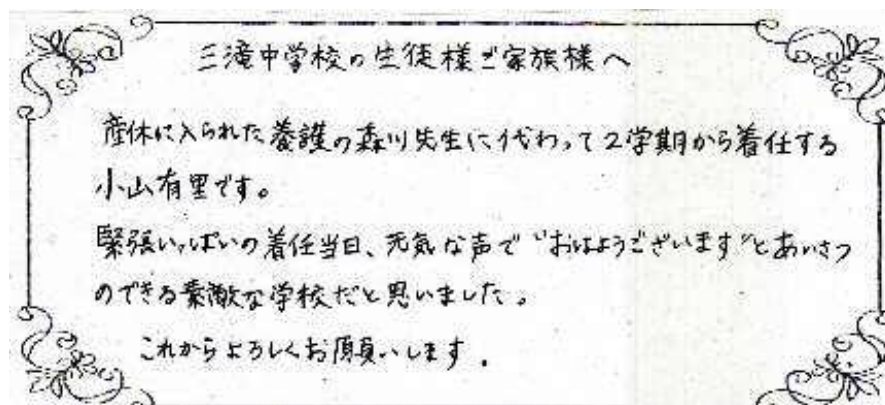 三滝中学校の生徒様ご家族様へ
産休に入られた養護の森川先生に代わって2学期から着任する
小山有里です。
緊張いっぱいの着任当日、元気な声で“おはようございます”とあいさつ
のできる素敵な学校だと思いました。
これからよろしくお願いします.